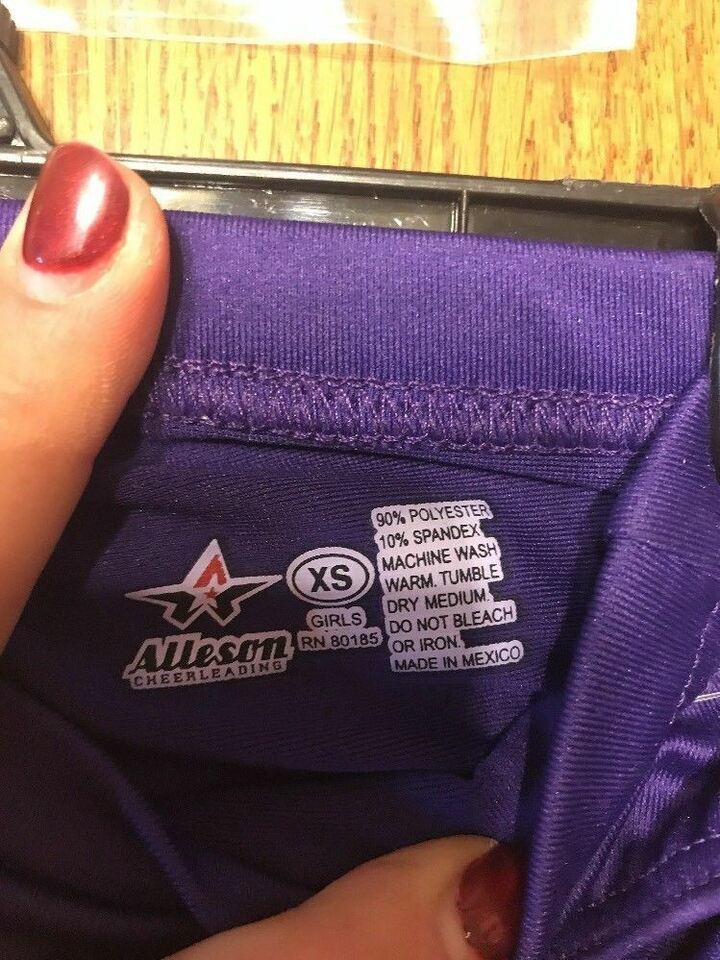 Alleson
CHEERLEADING
XS
GIRLS
RN 80185
90% POLYESTER
10% SPANDEX
MACHINE WASH
WARM. TUMBLE
DRY MEDIUM.
DO NOT BLEACH
OR IRON.
MADE IN MEXICO